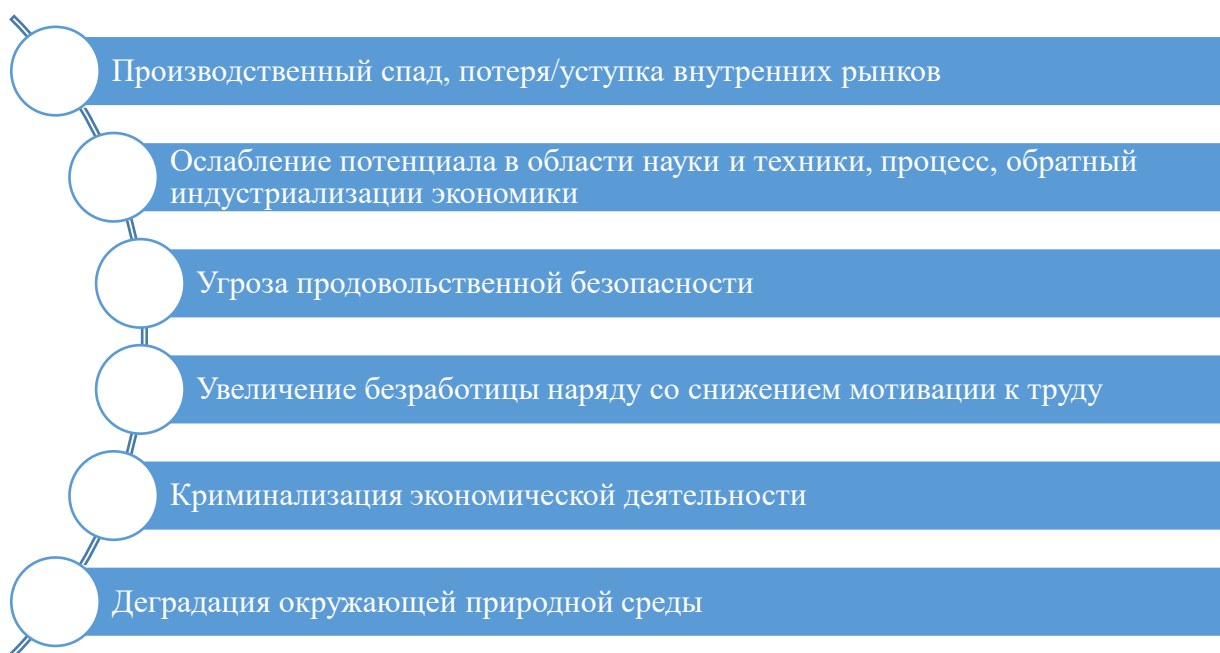 Производственный спад, потеря/уступка внутренних рынков
Ослабление потенциала в области науки и техники, процесс, обратный
индустриализации экономики
Угроза продовольственной безопасности
Увеличение безработицы наряду со снижением мотивации к труду
Криминализация экономической деятельности
Деградация окружающей природной среды